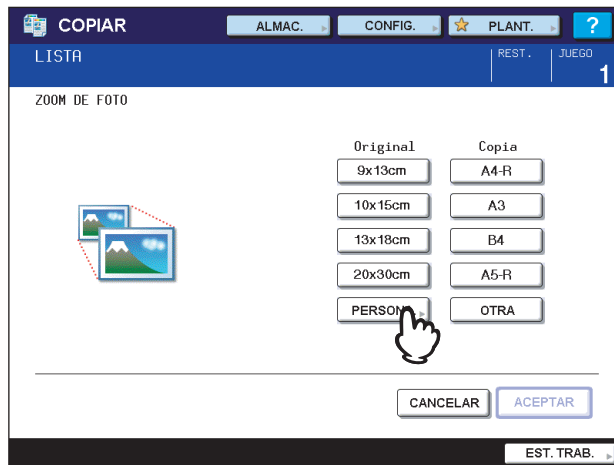 COPIAR ALMAC. CONFIG. PLANT. ?
LISTA REST. JUEGO
1
ZOOM DE FOTO
Original Copia
9x13cm A4-R
10x15cm A3
13x18cm B4
20x30cm A5-R
OTRA
CANCELAR ACEPTAR
EST. TRAB.